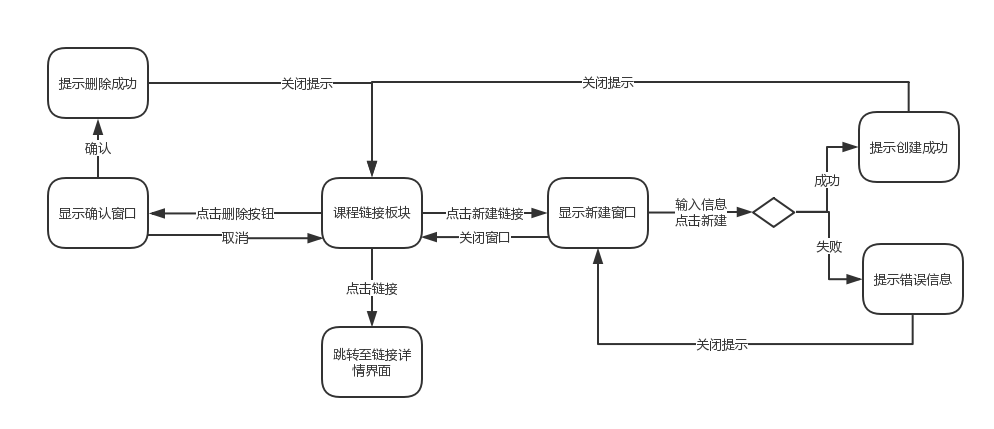 关闭提示
关闭提示
提示删除成功
确认
提示创建成功
成功
显示确认窗口
点击删除按钮
课程链接板块
点击新建链接
显示新建窗口
输入信息
点击新建
取消
关闭窗口
失败
提示错误信息
点击链接
关闭提示
跳转至链接详
情界面